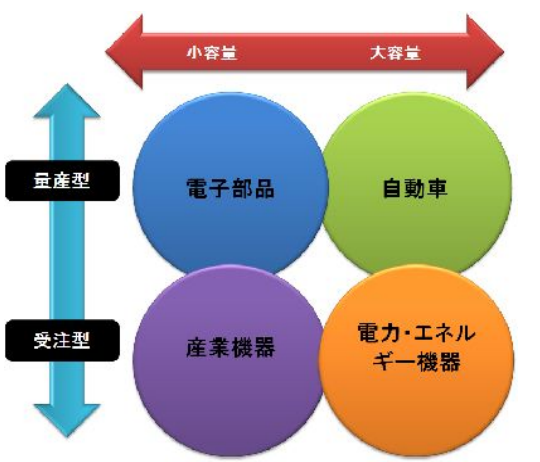 小容量 大容量
量産型
電子部品 自動車
受注型
産業機器
電力・エネル
ギー機器